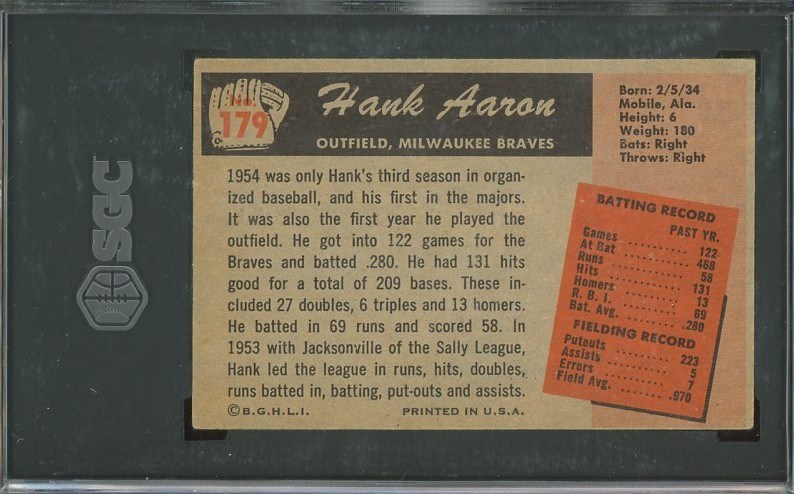 No.
179
Hank Aaron
OUTFIELD, MILWAUKEE BRAVES
Born: 2/5/34
Mobile, Ala.
Height: 6
Weight: 180
Bats: Right
Throws: Right
1954 was only Hank's third season in organ-
ized baseball, and his first in the majors.
It was also the first year he played the
outfield. He got into 122 games for the
Braves and batted .280. He had 131 hits
good for a total of 209 bases. These in-
cluded 27 doubles, 6 triples and 13 homers.
He batted in 69 runs and scored 58. In
1953 with Jacksonville of the Sally League,
Hank led the league in runs, hits, doubles,
runs batted in, batting, put-outs and assists.
©B.G.H.L.I. PRINTED IN U.S.A.
BATTING RECORD
PAST YR.
Games ........ 122
At Bat ........ 468
Runs ........ 58
Hits ........ 131
Homers ........ 13
R. B. I. ........ 69
Bat. Avg. ........ .280
FIELDING RECORD
Putouts ........ 223
Assists ........ 5
Errors ........ 7
Field Avg. ........ .970
SGC